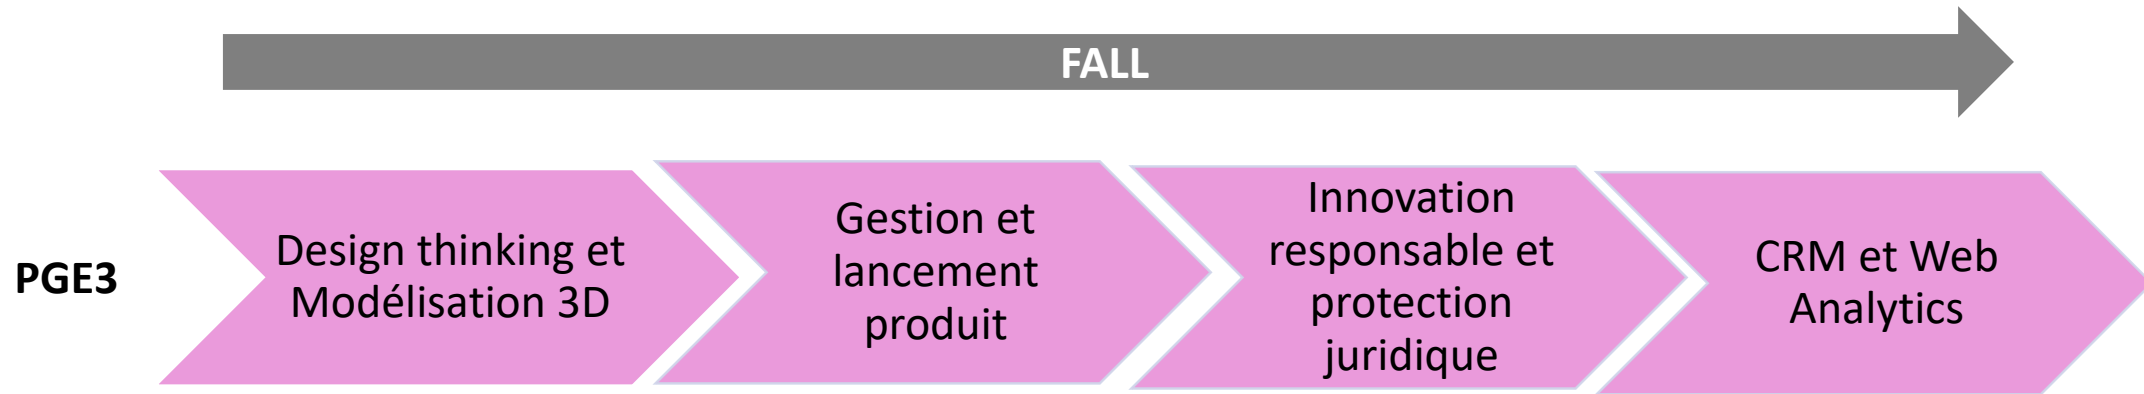 FALL
PGE3
Design thinking et
Modélisation 3D
Gestion et
lancement
produit
Innovation
responsable et
protection
juridique
CRM et Web
Analytics